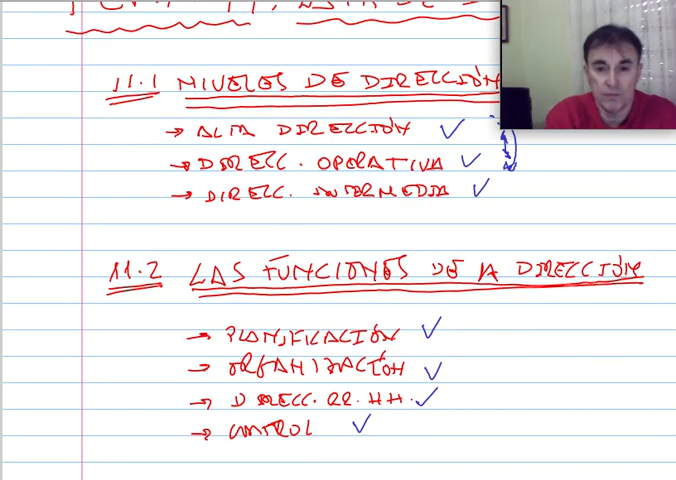 11.1 NIVELES DE DIRECCIÓN
→ ALTA DIRECCIÓN ✓
→ DIRECC. OPERATIVA ✓
→ DIREC. INTERMEDIA ✓
11.2 LAS FUNCIONES DE LA DIRECCIÓN
→ PLANIFICACIÓN ✓
→ ORGANIZACIÓN ✓
→ DIRECC. RR.HH. ✓
→ CONTROL ✓